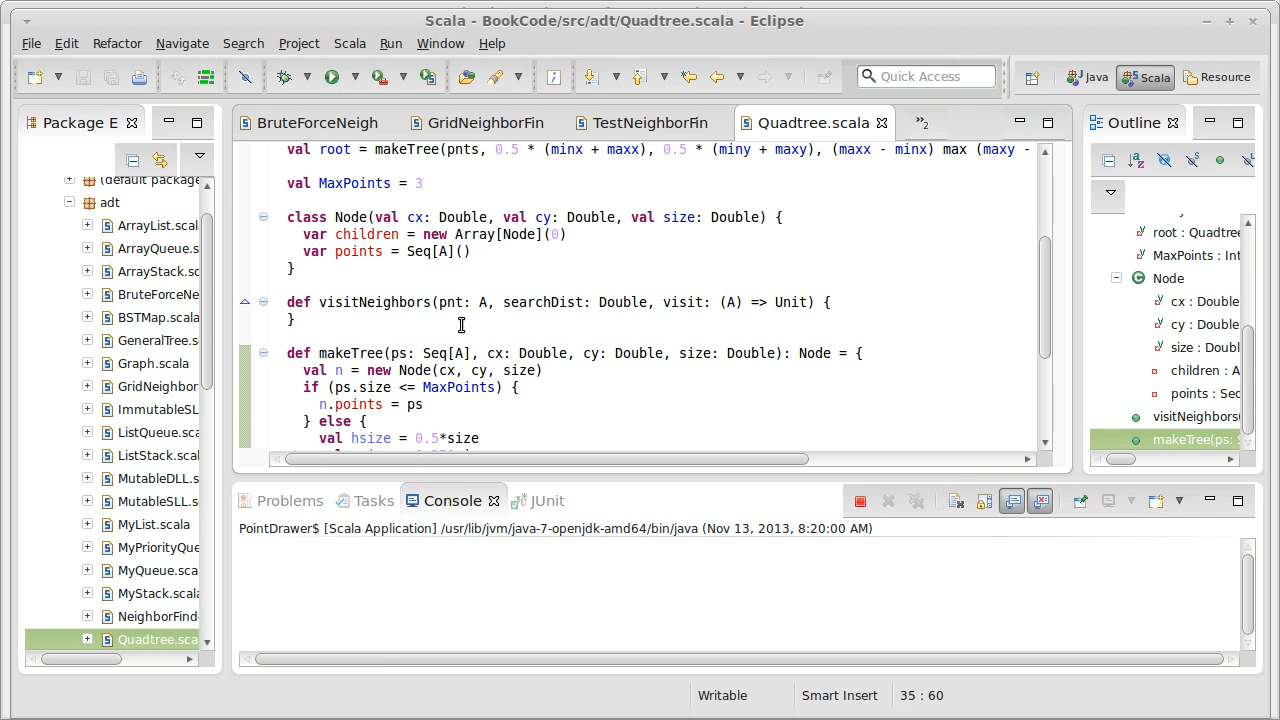 Scala - BookCode/src/adt/Quadtree.scala - Eclipse
File Edit Refactor Navigate Search Project Scala Run Window Help
Quick Access Java Scala Resource
Package E
BruteForceNeigh GridNeighborFin TestNeighborFin Quadtree.scala 2
Outline
(default package
adt
ArrayList.scal
ArrayQueue.s
ArrayStack.sc
BruteForceNe
BSTMap.scala
GeneralTree.s
Graph.scala
GridNeighbor
ImmutableSL
ListQueue.sc
ListStack.scal
MutableDLL.s
MutableSLL.s
MyList.scala
MyPriorityQue
MyQueue.sca
MyStack.scala
NeighborFind
Quadtree.sca
val root = makeTree(pnts, 0.5 * (minx + maxx), 0.5 * (miny + maxy), (maxx - minx) max (maxy -
val MaxPoints = 3
class Node(val cx: Double, val cy: Double, val size: Double) {
var children = new Array[Node](0)
var points = Seq[A]()
}
def visitNeighbors(pnt: A, searchDist: Double, visit: (A) => Unit) {
}
def makeTree(ps: Seq[A], cx: Double, cy: Double, size: Double): Node = {
val n = new Node(cx, cy, size)
if (ps.size <= MaxPoints) {
n.points = ps
} else {
val hsize = 0.5*size
root : Quadtre
MaxPoints : Int
Node
cx : Double
cy : Double
size : Doubl
children : A
points : Sec
visitNeighbors(
makeTree(ps: S
Problems Tasks Console JUnit
PointDrawer$ [Scala Application] /usr/lib/jvm/java-7-openjdk-amd64/bin/java (Nov 13, 2013, 8:20:00 AM)
Writable Smart Insert 35 : 60